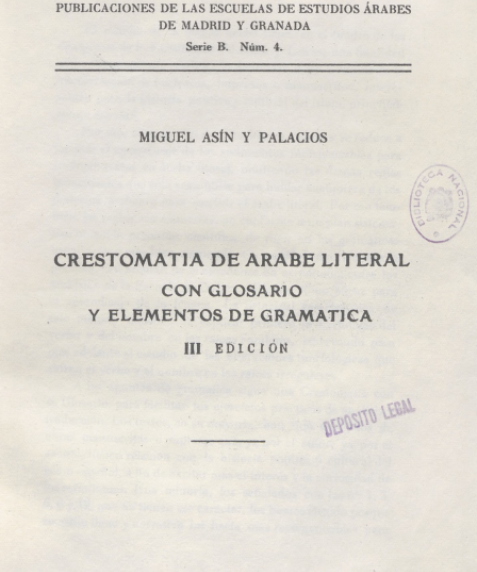 PUBLICACIONES DE LAS ESCUELAS DE ESTUDIOS ÁRABES
DE MADRID Y GRANADA
Serie B. Núm. 4.
MIGUEL ASÍN Y PALACIOS
BIBLIOTECA NACIONAL
CRESTOMATIA DE ARABE LITERAL
CON GLOSARIO
Y ELEMENTOS DE GRAMATICA
III EDICIÓN
DEPOSITO LEGAL